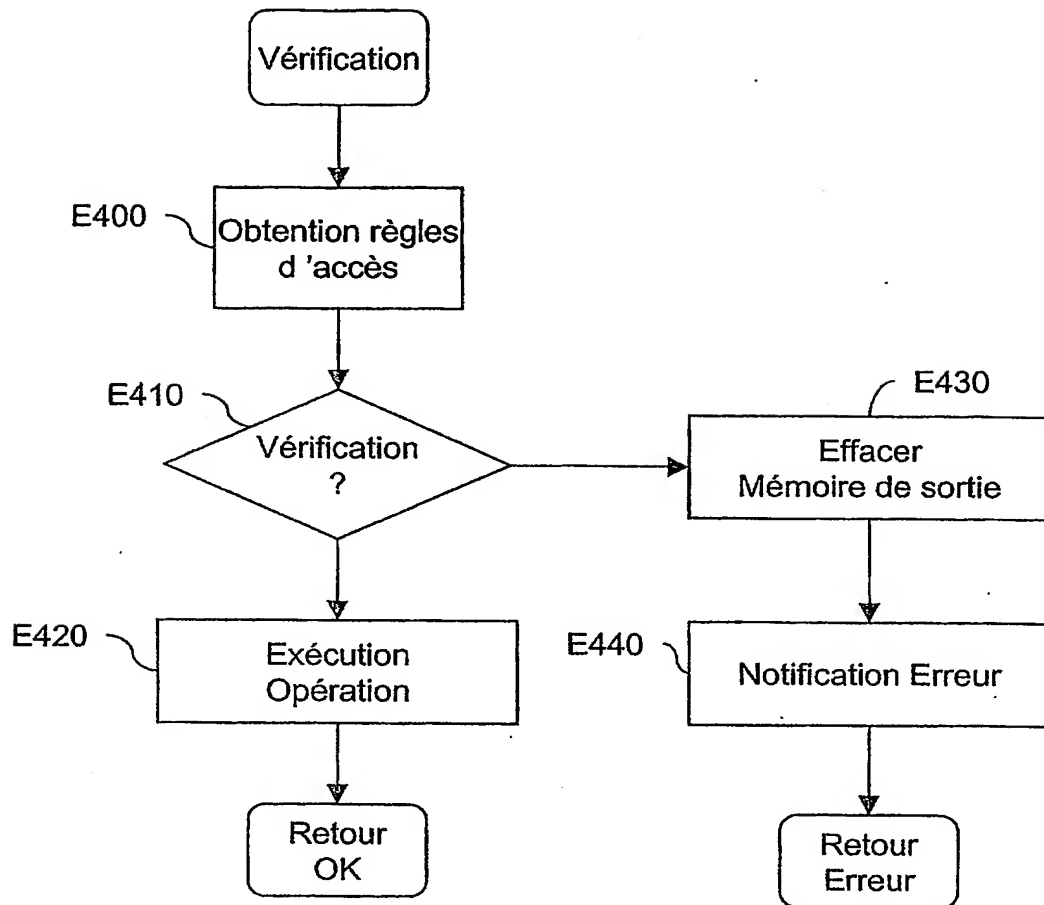 Vérification
E400
Obtention règles
d 'accès
E410
Vérification
?
E430
Effacer
Mémoire de sortie
E420
Exécution
Opération
E440
Notification Erreur
Retour
OK
Retour
Erreur